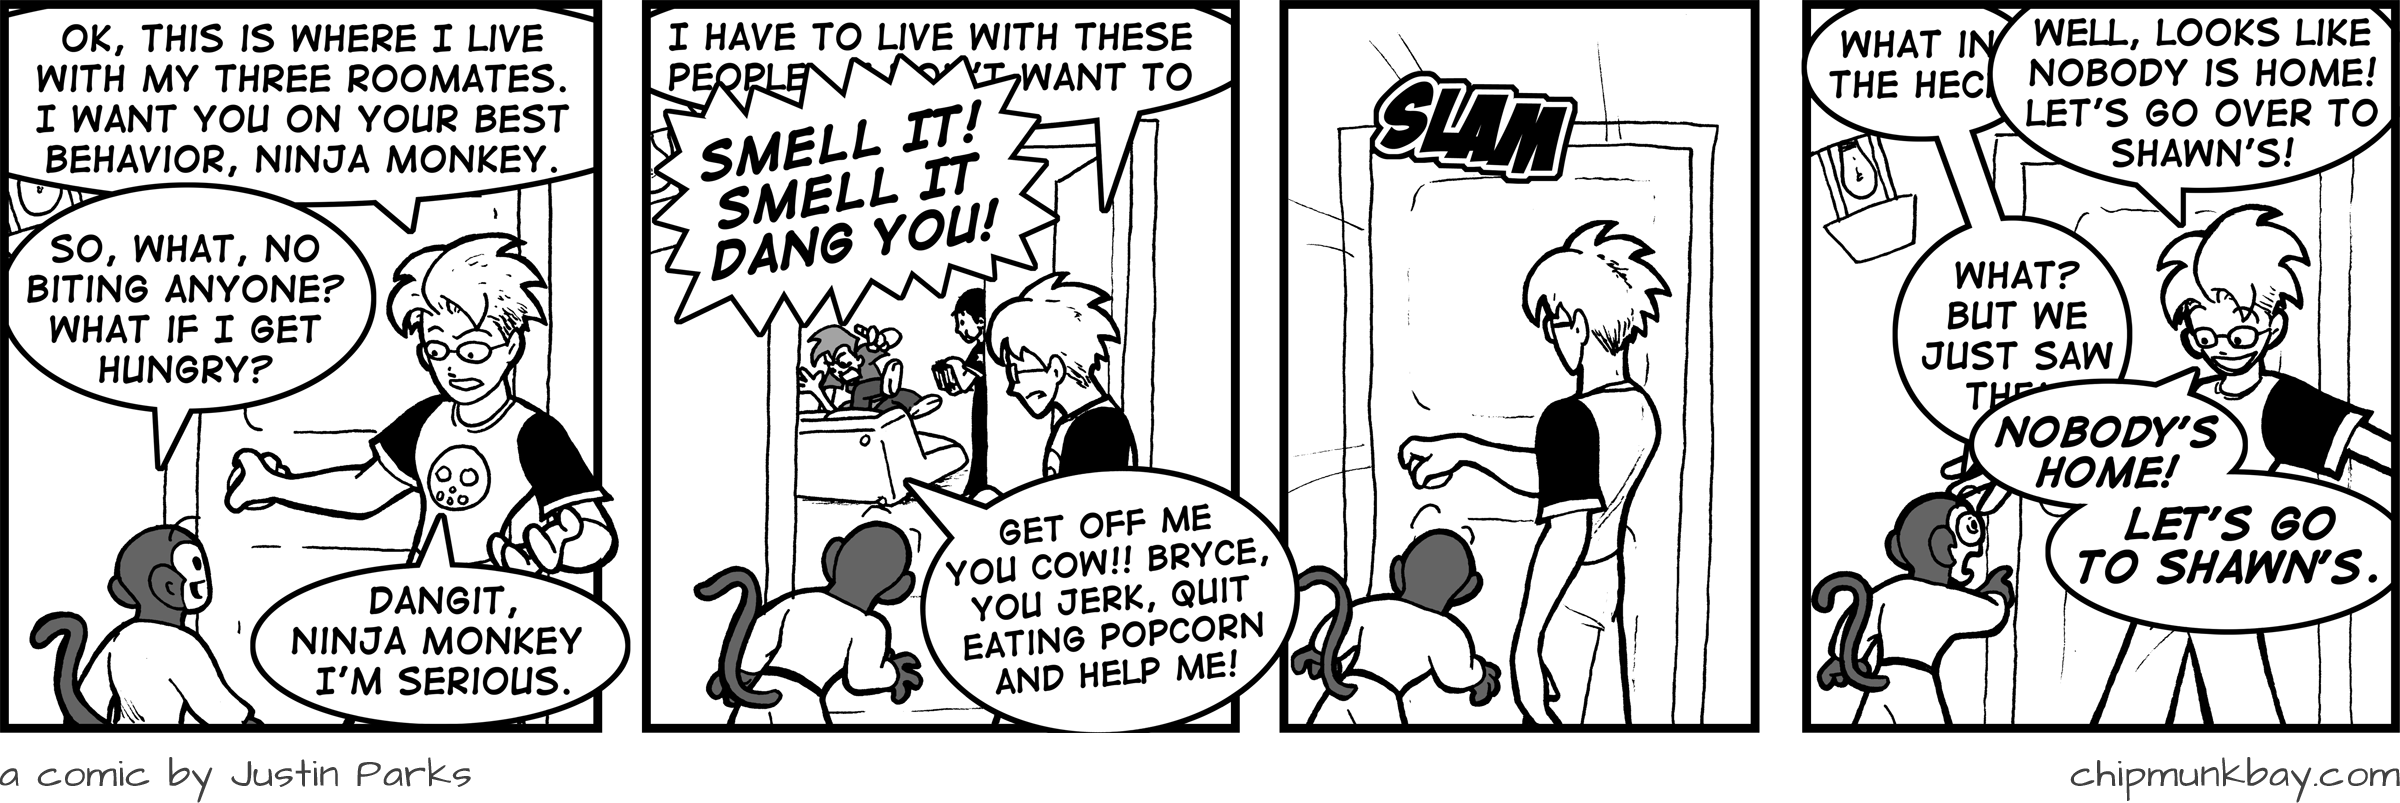 OK, THIS IS WHERE I LIVE
WITH MY THREE ROOMATES.
I WANT YOU ON YOUR BEST
BEHAVIOR, NINJA MONKEY.
SO, WHAT, NO
BITING ANYONE?
WHAT IF I GET
HUNGRY?
DANGIT,
NINJA MONKEY
I'M SERIOUS.
I HAVE TO LIVE WITH THESE
PEOPLE WANT TO
SMELL IT!
SMELL IT
DANG YOU!
GET OFF ME
YOU COW!! BRYCE,
YOU JERK, QUIT
EATING POPCORN
AND HELP ME!
SLAM
WHAT IN
THE HEC
WELL, LOOKS LIKE
NOBODY IS HOME!
LET'S GO OVER TO
SHAWN'S!
WHAT?
BUT WE
JUST SAW
NOBODY'S
HOME!
LET'S GO
TO SHAWN'S.
a comic by Justin Parks
chipmunkbay.com